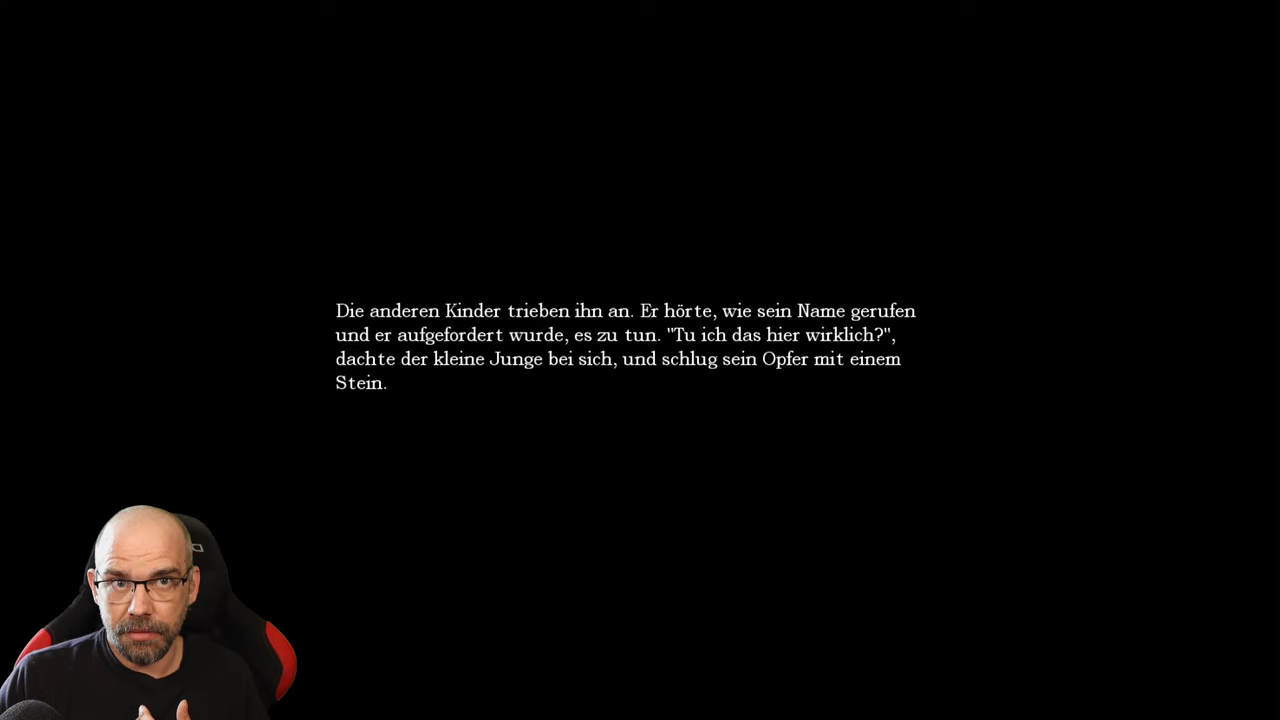 Die anderen Kinder trieben ihn an. Er hörte, wie sein Name gerufen
und er aufgefordert wurde, es zu tun. "Tu ich das hier wirklich?",
dachte der kleine Junge bei sich, und schlug sein Opfer mit einem
Stein.